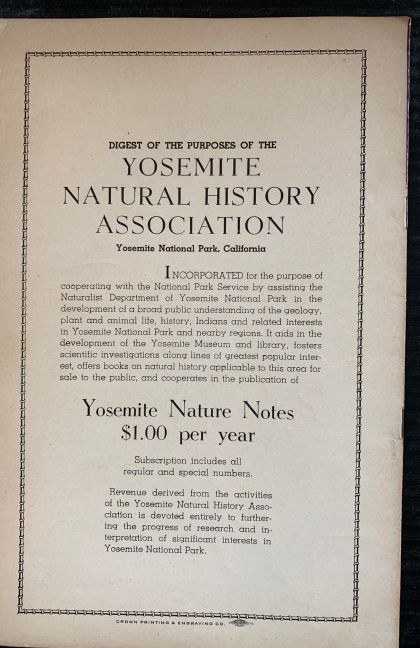 DIGEST OF THE PURPOSES OF THE
YOSEMITE
NATURAL HISTORY
ASSOCIATION
Yosemite National Park, California
INCORPORATED for the purpose of
cooperating with the National Park Service by assisting the
Naturalist Department of Yosemite National Park in the
development of a broad public understanding of the geology,
plant and animal life, history, Indians and related interests
in Yosemite National Park and nearby regions. It aids in the
development of the Yosemite Museum and library, fosters
scientific investigations along lines of greatest popular inter-
est, offers books on natural history applicable to this area for
sale to the public, and cooperates in the publication of
Yosemite Nature Notes
$1.00 per year
Subscription includes all
regular and special numbers.
Revenue derived from the activities
of the Yosemite Natural History Asso-
ciation is devoted entirely to further-
ing the progress of research and in-
terpretation of significant interests in
Yosemite National Park.
CROWN PRINTING & ENGRAVING CO.